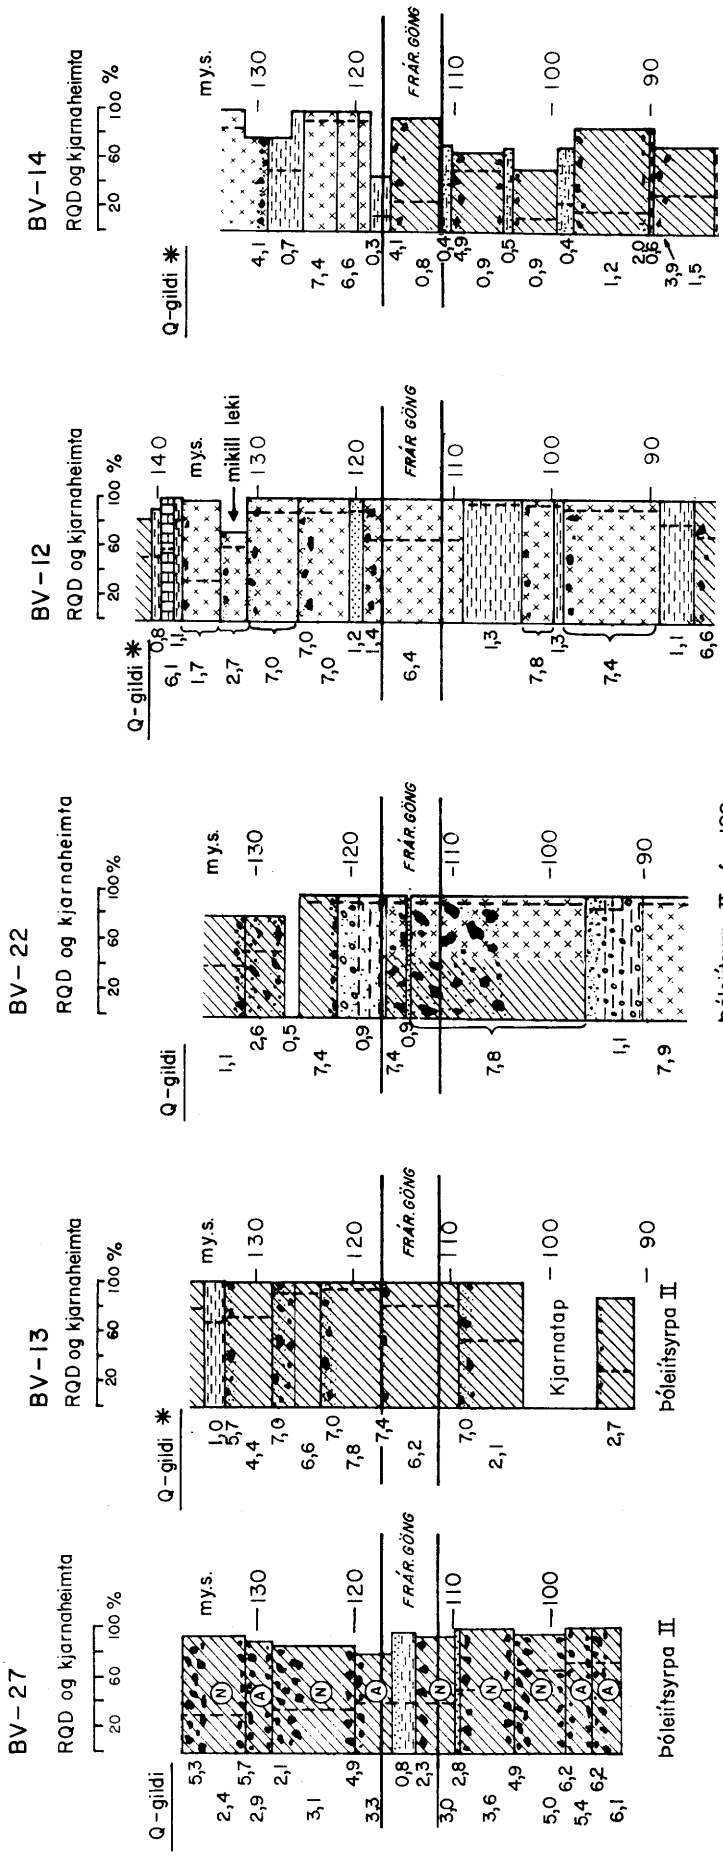 BV-27
RQD og kjarnaheimta
Q-gildi
20 60 100 %
m y.s.
5,3
2,4
N
5,7
2,9
A
-130
2,1
3,1
N
4,9
3,3
A
-120
0,8
FRÁR. GÖNG
2,3
3,0
N
-110
2,8
3,6
N
4,9
5,0
N
-100
6,2
5,4
A
6,2
6,1
A
Þóleiítsyrpa II
BV-13
RQD og kjarnaheimta
Q-gildi *
20 60 100 %
m y.s.
1,0
5,7
4,4
-130
7,0
6,6
7,0
7,8
-120
7,4
6,2
FRÁR. GÖNG
-110
7,0
2,1
Kjarnatap
-100
2,7
-90
Þóleiítsyrpa II
BV-22
RQD og kjarnaheimta
Q-gildi
20 60 100 %
m y.s.
1,1
2,6
-130
0,5
7,4
0,9
-120
7,4
0,9
FRÁR. GÖNG
-110
7,8
-100
1,1
-90
7,9
BV-12
RQD og kjarnaheimta
Q-gildi *
20 60 100 %
0,8
-140
6,1
1,1
1,7
m y.s.
2,7
mikill leki
7,0
-130
7,0
7,0
1,2
-120
1,4
6,4
FRÁR. GÖNG
-110
1,3
7,8
-100
1,3
7,4
-90
1,1
6,6
BV-14
RQD og kjarnaheimta
Q-gildi *
20 60 100 %
m y.s.
4,1
-130
0,7
7,4
6,6
-120
0,3
4,1
0,8
FRÁR. GÖNG
0,4
4,9
-110
0,9
0,5
0,9
-100
0,4
1,2
2,0
0,6
-90
3,9
1,5